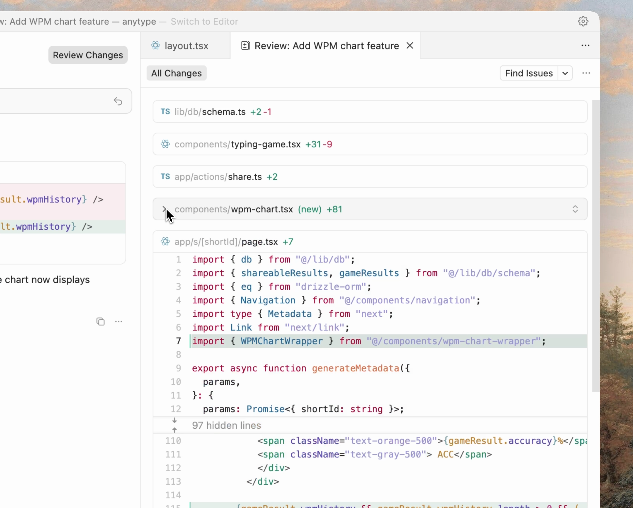 w: Add WPM chart feature — anytype — Switch to Editor
Review Changes
layout.tsx
Review: Add WPM chart feature
All Changes
Find Issues
sult.wpmHistory} />
lt.wpmHistory} />
e chart now displays
TS lib/db/schema.ts +2 -1
components/typing-game.tsx +31 -9
TS app/actions/share.ts +2
components/wpm-chart.tsx (new) +81
app/s/[shortId]/page.tsx +7
1 import { db } from "@/lib/db";
2 import { shareableResults, gameResults } from "@/lib/db/schema";
3 import { eq } from "drizzle-orm";
4 import { Navigation } from "@/components/navigation";
5 import type { Metadata } from "next";
6 import Link from "next/link";
7 import { WPMChartWrapper } from "@/components/wpm-chart-wrapper";
8
9 export async function generateMetadata({
10 params,
11 }: {
12 params: Promise<{ shortId: string }>;
97 hidden lines
110 <span className="text-orange-500">{gameResult.accuracy}%</spa
111 <span className="text-gray-500"> ACC</span>
112 </div>
113 </div>
114